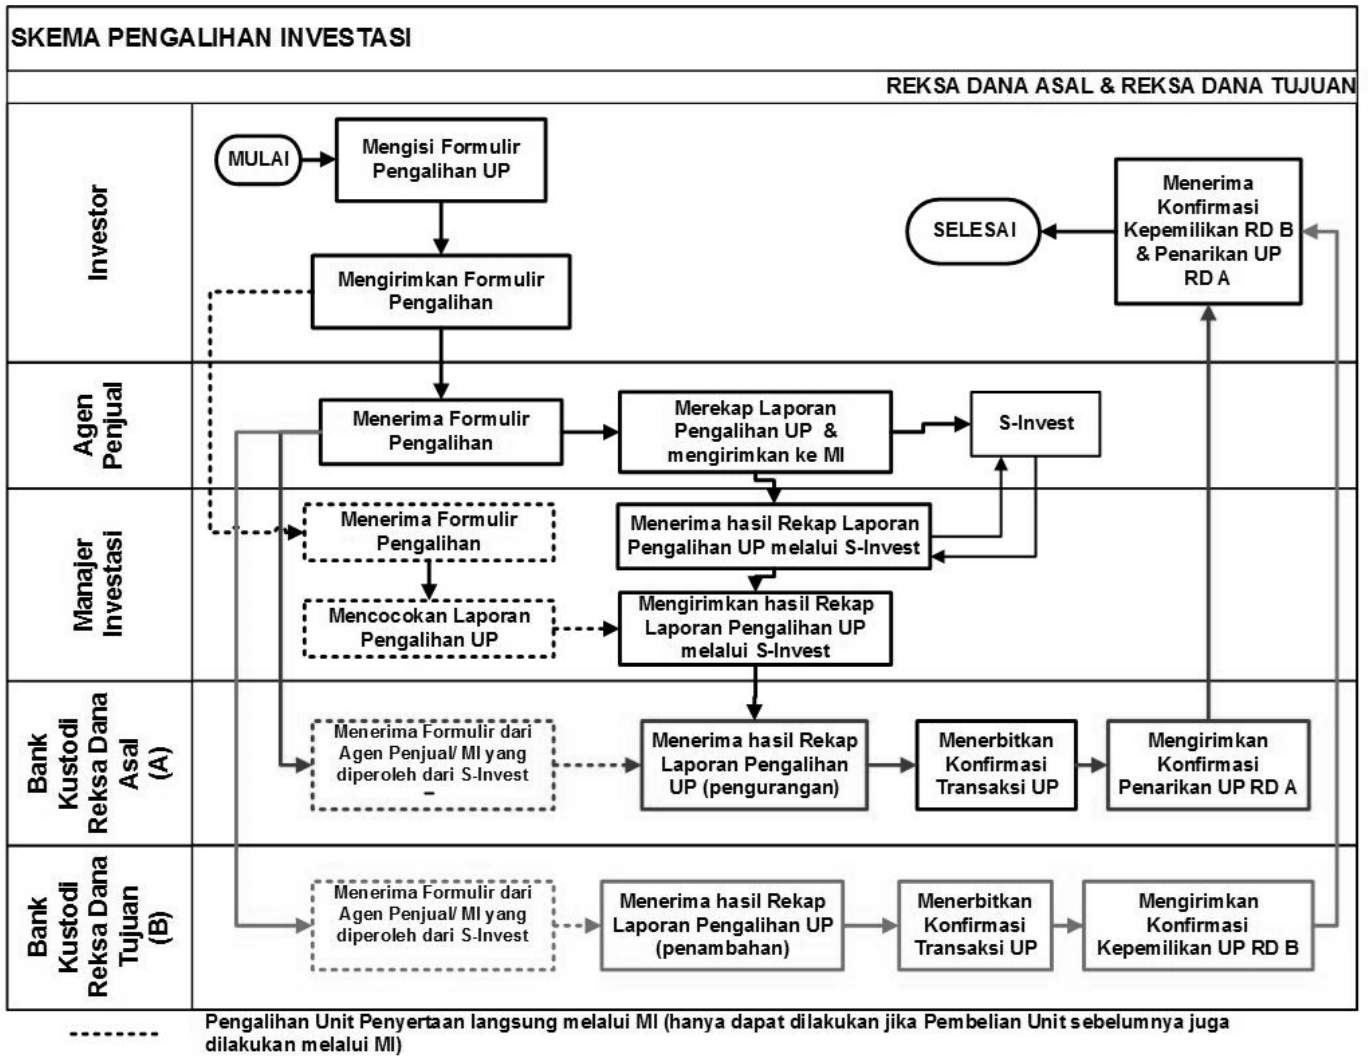 SKEMA PENGALIHAN INVESTASI
REKSA DANA ASAL & REKSA DANA TUJUAN
Investor
MULAI
Mengisi Formulir
Pengalihan UP
Mengirimkan Formulir
Pengalihan
SELESAI
Menerima
Konfirmasi
Kepemilikan RD B
& Penarikan UP
RD A
Agen
Penjual
Menerima Formulir
Pengalihan
Merekap Laporan
Pengalihan UP &
mengirimkan ke MI
S-Invest
Manajer
Investasi
Menerima Formulir
Pengalihan
Mencocokan Laporan
Pengalihan UP
Menerima hasil Rekap Laporan
Pengalihan UP melalui S-Invest
Mengirimkan hasil Rekap
Laporan Pengalihan UP
melalui S-Invest
Bank
Kustodi
Reksa Dana
Asal
(A)
Menerima Formulir dari
Agen Penjual/ MI yang
diperoleh dari S-Invest
–
Menerima hasil Rekap
Laporan Pengalihan
UP (pengurangan)
Menerbitkan
Konfirmasi
Transaksi UP
Mengirimkan
Konfirmasi
Penarikan UP RD A
Bank
Kustodi
Reksa Dana
Tujuan
(B)
Menerima Formulir dari
Agen Penjual/ MI yang
diperoleh dari S-Invest
Menerima hasil Rekap
Laporan Pengalihan UP
(penambahan)
Menerbitkan
Konfirmasi
Transaksi UP
Mengirimkan
Konfirmasi
Kepemilikan UP RD B
Pengalihan Unit Penyertaan langsung melalui MI (hanya dapat dilakukan jika Pembelian Unit sebelumnya juga
dilakukan melalui MI)